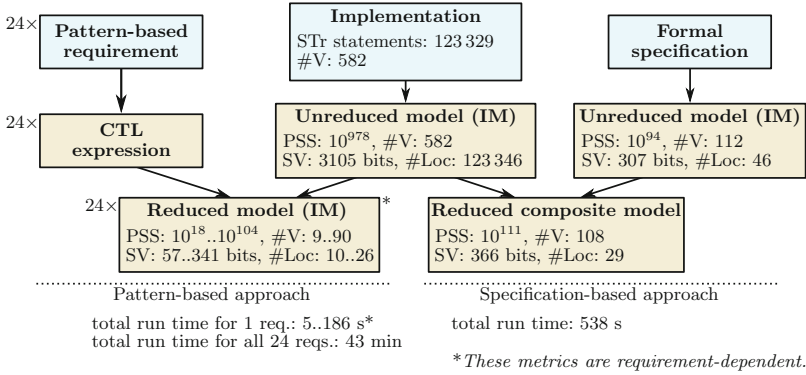 24×
Pattern-based
requirement
Implementation
STr statements: 123 329
#V: 582
Formal
specification
24×
CTL
expression
Unreduced model (IM)
PSS: 10^978, #V: 582
SV: 3105 bits, #Loc: 123 346
Unreduced model (IM)
PSS: 10^94, #V: 112
SV: 307 bits, #Loc: 46
24×
Reduced model (IM)
*
PSS: 10^18..10^104, #V: 9..90
SV: 57..341 bits, #Loc: 10..26
Reduced composite model
PSS: 10^111, #V: 108
SV: 366 bits, #Loc: 29
Pattern-based approach
total run time for 1 req.: 5..186 s*
total run time for all 24 reqs.: 43 min
Specification-based approach
total run time: 538 s
*These metrics are requirement-dependent.